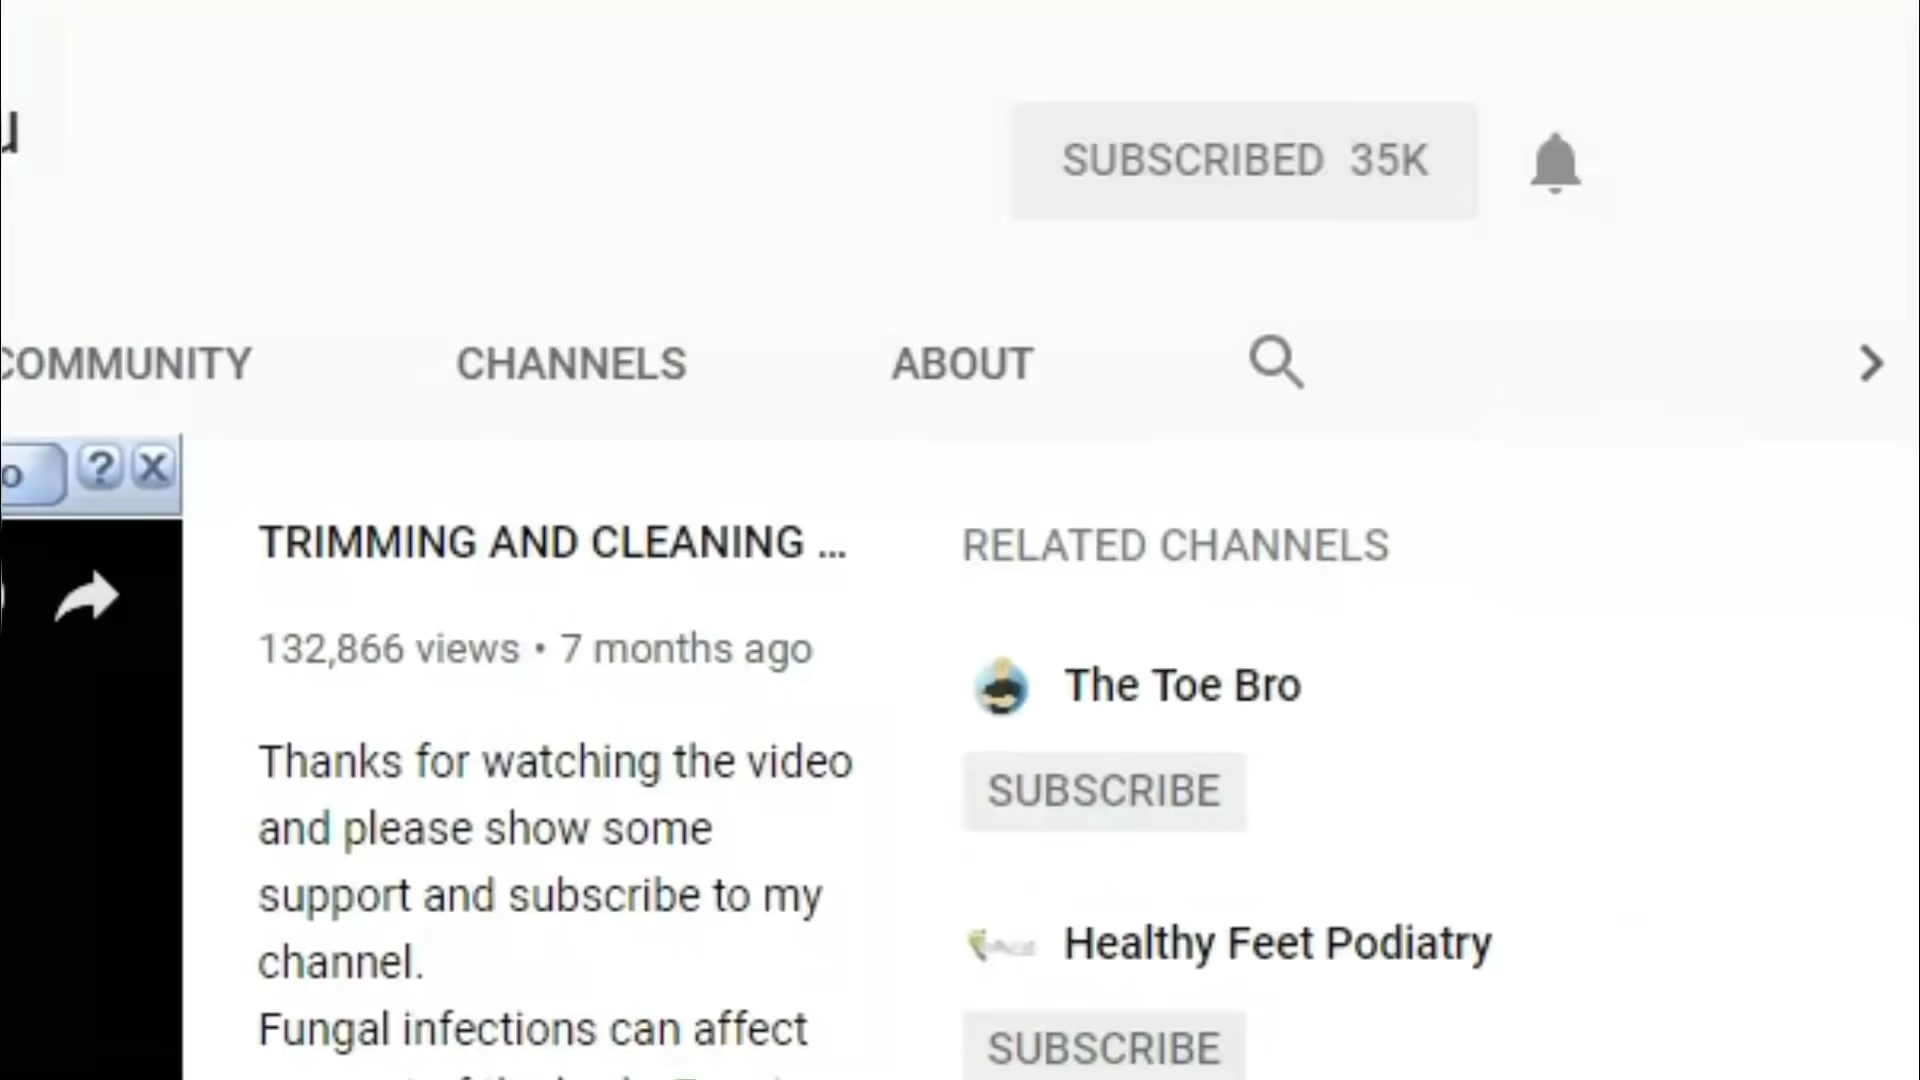 SUBSCRIBED 35K
COMMUNITY CHANNELS ABOUT
TRIMMING AND CLEANING ...
132,866 views • 7 months ago
Thanks for watching the video
and please show some
support and subscribe to my
channel.
Fungal infections can affect
RELATED CHANNELS
The Toe Bro
SUBSCRIBE
Healthy Feet Podiatry
SUBSCRIBE